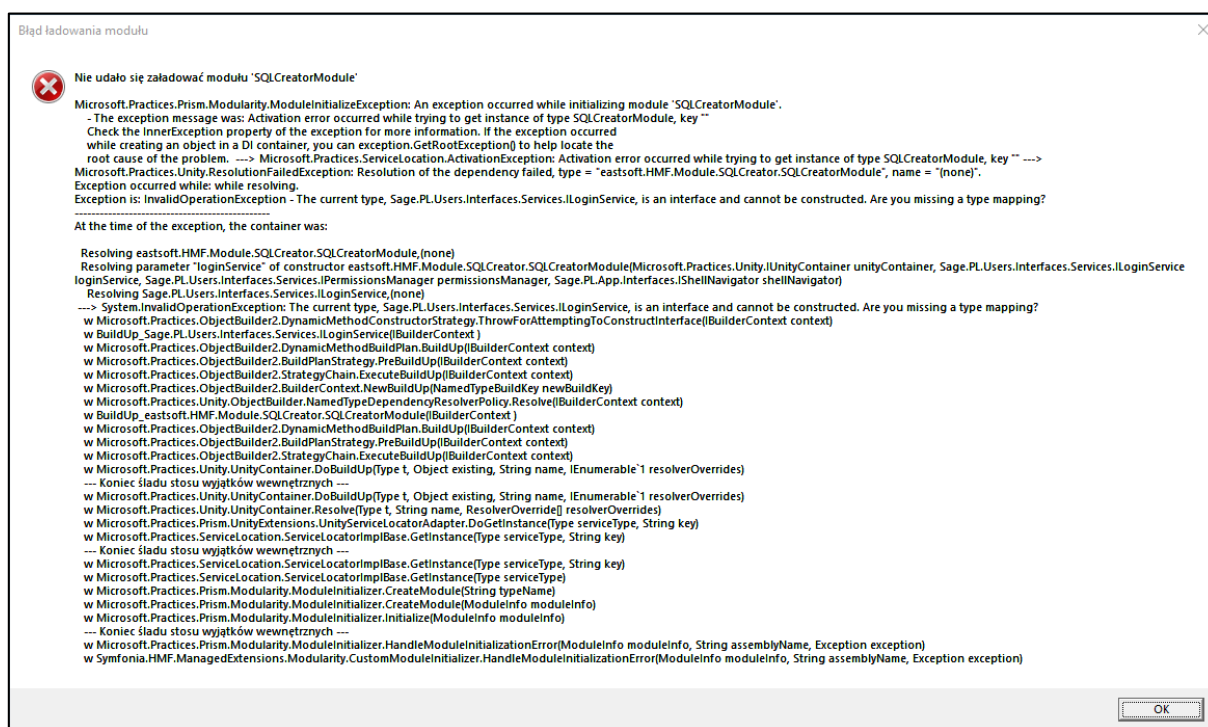 Błąd ładowania modułu
Nie udało się załadować modułu 'SQLCreatorModule'
Microsoft.Practices.Prism.Modularity.ModuleInitializeException: An exception occurred while initializing module 'SQLCreatorModule'.
- The exception message was: Activation error occurred while trying to get instance of type SQLCreatorModule, key ""
Check the InnerException property of the exception for more information. If the exception occurred
while creating an object in a DI container, you can exception.GetRootException() to help locate the
root cause of the problem. ---> Microsoft.Practices.ServiceLocation.ActivationException: Activation error occurred while trying to get instance of type SQLCreatorModule, key "" --->
Microsoft.Practices.Unity.ResolutionFailedException: Resolution of the dependency failed, type = "eastsoft.HMF.Module.SQLCreator.SQLCreatorModule", name = "(none)".
Exception occurred while: while resolving.
Exception is: InvalidOperationException - The current type, Sage.PL.Users.Interfaces.Services.ILoginService, is an interface and cannot be constructed. Are you missing a type mapping?
-----------------------------------------------
At the time of the exception, the container was:
Resolving eastsoft.HMF.Module.SQLCreator.SQLCreatorModule,(none)
Resolving parameter "loginService" of constructor eastsoft.HMF.Module.SQLCreator.SQLCreatorModule(Microsoft.Practices.Unity.IUnityContainer unityContainer, Sage.PL.Users.Interfaces.Services.ILoginService
loginService, Sage.PL.Users.Interfaces.Services.IPermissionsManager permissionsManager, Sage.PL.App.Interfaces.IShellNavigator shellNavigator)
Resolving Sage.PL.Users.Interfaces.Services.ILoginService,(none)
---> System.InvalidOperationException: The current type, Sage.PL.Users.Interfaces.Services.ILoginService, is an interface and cannot be constructed. Are you missing a type mapping?
w Microsoft.Practices.ObjectBuilder2.DynamicMethodConstructorStrategy.ThrowForAttemptingToConstructInterface(IBuilderContext context)
w BuildUp_Sage.PL.Users.Interfaces.Services.ILoginService(IBuilderContext )
w Microsoft.Practices.ObjectBuilder2.DynamicMethodBuildPlan.BuildUp(IBuilderContext context)
w Microsoft.Practices.ObjectBuilder2.BuildPlanStrategy.PreBuildUp(IBuilderContext context)
w Microsoft.Practices.ObjectBuilder2.StrategyChain.ExecuteBuildUp(IBuilderContext context)
w Microsoft.Practices.ObjectBuilder2.BuilderContext.NewBuildUp(NamedTypeBuildKey newBuildKey)
w Microsoft.Practices.Unity.ObjectBuilder.NamedTypeDependencyResolverPolicy.Resolve(IBuilderContext context)
w BuildUp_eastsoft.HMF.Module.SQLCreator.SQLCreatorModule(IBuilderContext )
w Microsoft.Practices.ObjectBuilder2.DynamicMethodBuildPlan.BuildUp(IBuilderContext context)
w Microsoft.Practices.ObjectBuilder2.BuildPlanStrategy.PreBuildUp(IBuilderContext context)
w Microsoft.Practices.ObjectBuilder2.StrategyChain.ExecuteBuildUp(IBuilderContext context)
w Microsoft.Practices.Unity.UnityContainer.DoBuildUp(Type t, Object existing, String name, IEnumerable`1 resolverOverrides)
--- Koniec śladu stosu wyjątków wewnętrznych ---
w Microsoft.Practices.Unity.UnityContainer.DoBuildUp(Type t, Object existing, String name, IEnumerable`1 resolverOverrides)
w Microsoft.Practices.Unity.UnityContainer.Resolve(Type t, String name, ResolverOverride[] resolverOverrides)
w Microsoft.Practices.Prism.UnityExtensions.UnityServiceLocatorAdapter.DoGetInstance(Type serviceType, String key)
w Microsoft.Practices.ServiceLocation.ServiceLocatorImplBase.GetInstance(Type serviceType, String key)
--- Koniec śladu stosu wyjątków wewnętrznych ---
w Microsoft.Practices.ServiceLocation.ServiceLocatorImplBase.GetInstance(Type serviceType, String key)
w Microsoft.Practices.ServiceLocation.ServiceLocatorImplBase.GetInstance(Type serviceType)
w Microsoft.Practices.Prism.Modularity.ModuleInitializer.CreateModule(String typeName)
w Microsoft.Practices.Prism.Modularity.ModuleInitializer.CreateModule(ModuleInfo moduleInfo)
w Microsoft.Practices.Prism.Modularity.ModuleInitializer.Initialize(ModuleInfo moduleInfo)
--- Koniec śladu stosu wyjątków wewnętrznych ---
w Microsoft.Practices.Prism.Modularity.ModuleInitializer.HandleModuleInitializationError(ModuleInfo moduleInfo, String assemblyName, Exception exception)
w Symfonia.HMF.ManagedExtensions.Modularity.CustomModuleInitializer.HandleModuleInitializationError(ModuleInfo moduleInfo, String assemblyName, Exception exception)
OK